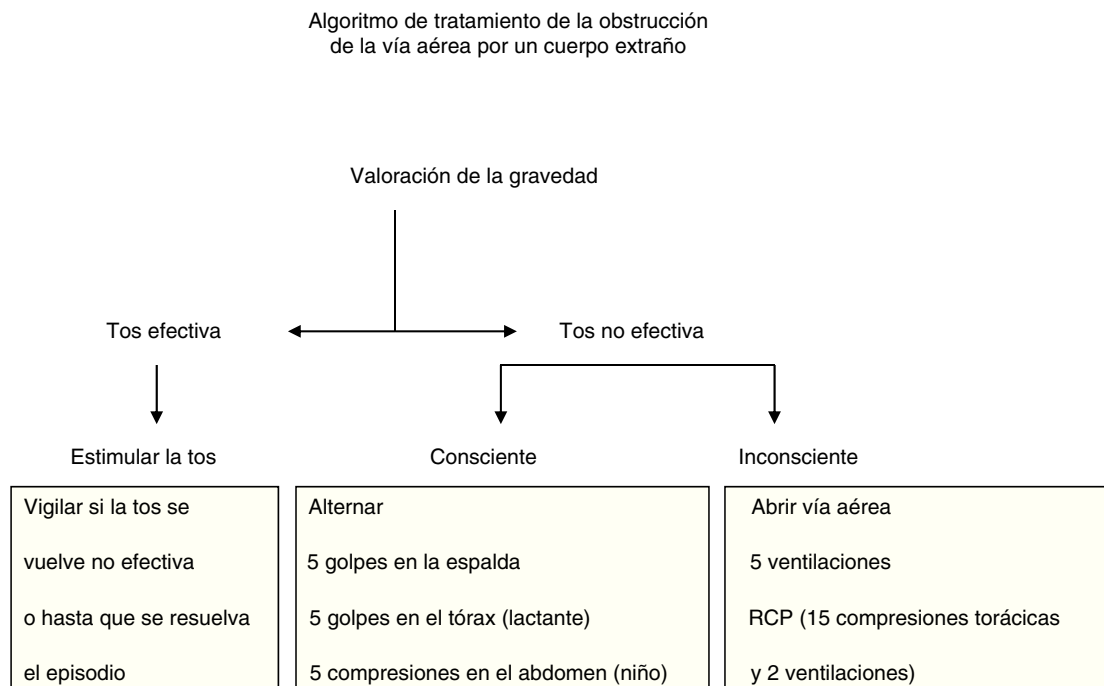 Algoritmo de tratamiento de la obstrucción
de la vía aérea por un cuerpo extraño
Valoración de la gravedad
Tos efectiva
Tos no efectiva
Estimular la tos
Consciente
Inconsciente
Vigilar si la tos se
vuelve no efectiva
o hasta que se resuelva
el episodio
Alternar
5 golpes en la espalda
5 golpes en el tórax (lactante)
5 compresiones en el abdomen (niño)
Abrir vía aérea
5 ventilaciones
RCP (15 compresiones torácicas
y 2 ventilaciones)